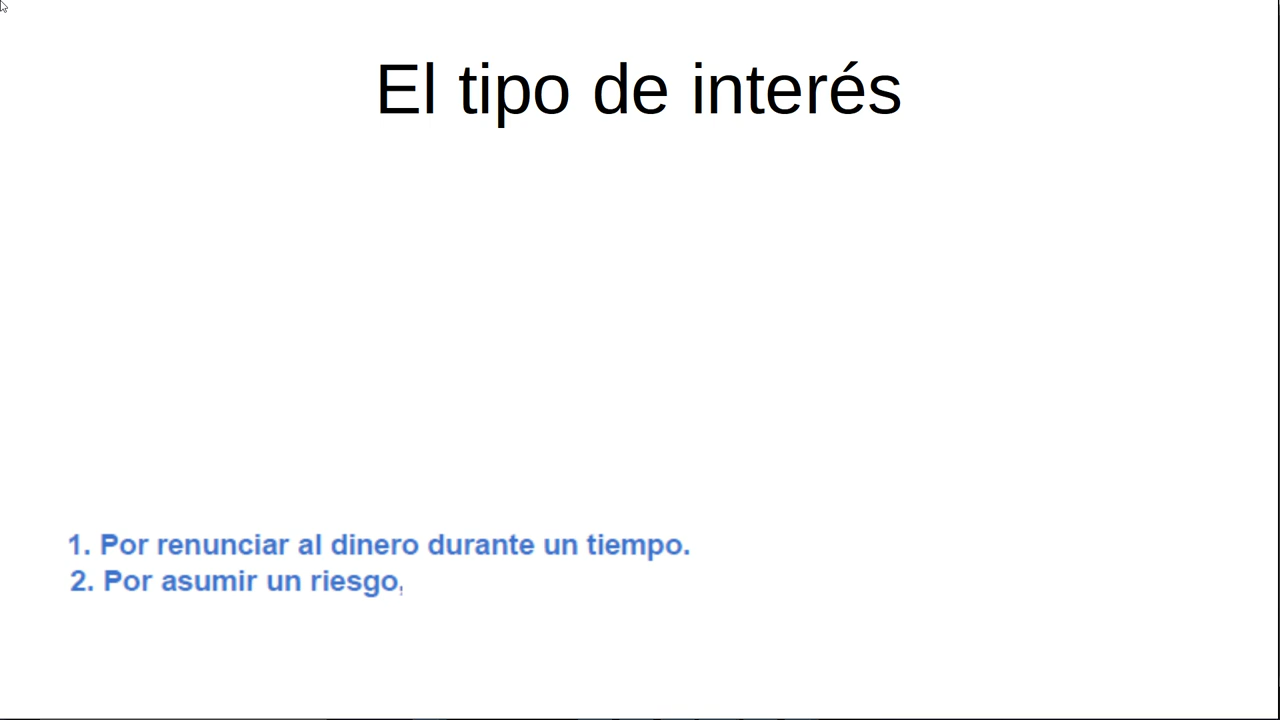 El tipo de interés
1. Por renunciar al dinero durante un tiempo.
2. Por asumir un riesgo,